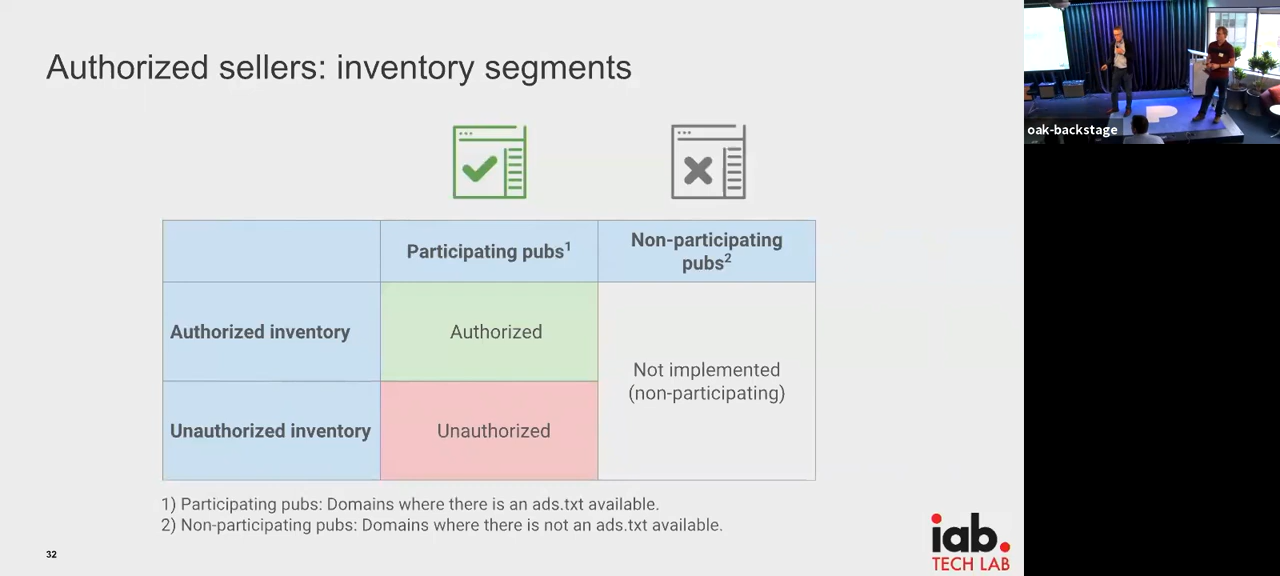 Authorized sellers: inventory segments
oak-backstage
Participating pubs1
Non-participating
pubs2
Authorized inventory
Authorized
Not implemented
(non-participating)
Unauthorized inventory
Unauthorized
1) Participating pubs: Domains where there is an ads.txt available.
2) Non-participating pubs: Domains where there is not an ads.txt available.
32
iab.
TECH LAB